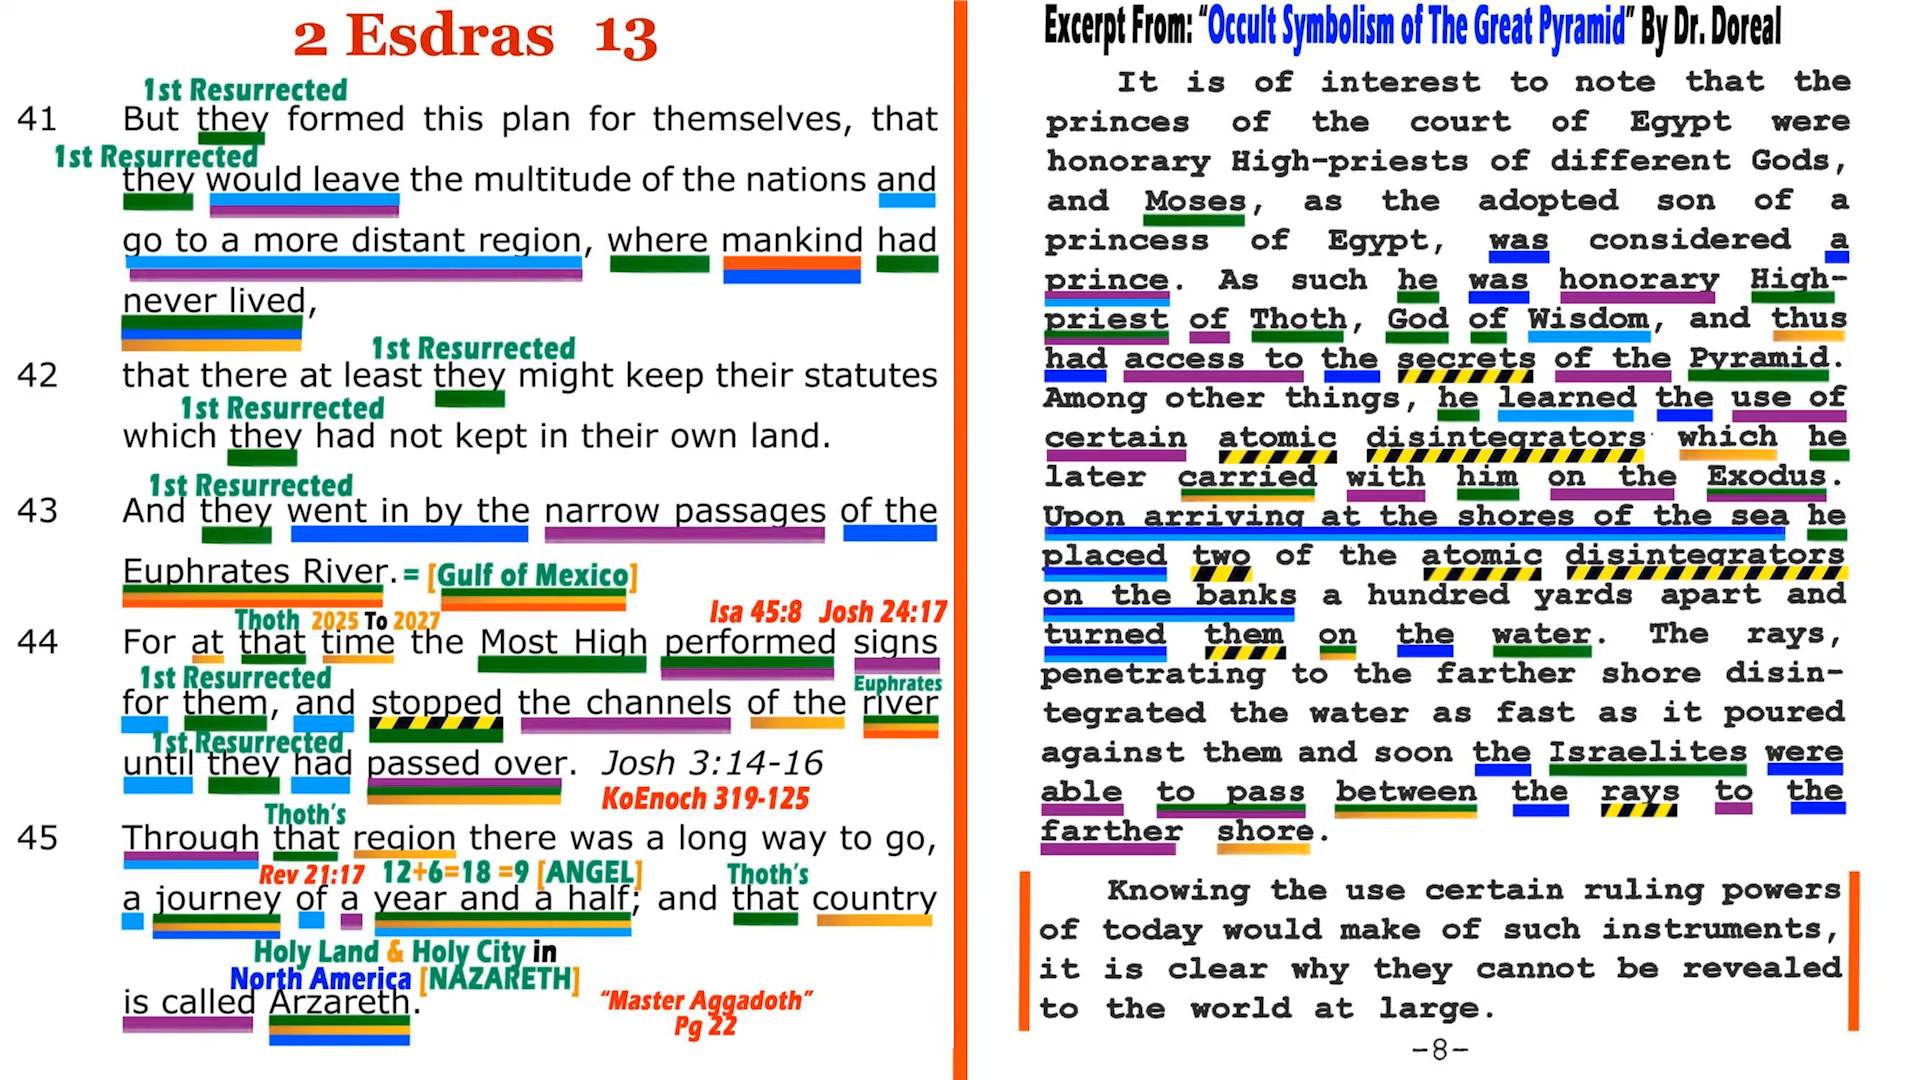 2 Esdras 13
1st Resurrected
41 But they formed this plan for themselves, that
1st Resurrected
they would leave the multitude of the nations and
go to a more distant region, where mankind had
never lived,
1st Resurrected
42 that there at least they might keep their statutes
1st Resurrected
which they had not kept in their own land.
1st Resurrected
43 And they went in by the narrow passages of the
Euphrates River. = [Gulf of Mexico]
Thoth 2025 To 2027 Isa 45:8 Josh 24:17
44 For at that time the Most High performed signs
1st Resurrected Euphrates
for them, and stopped the channels of the river
1st Resurrected
until they had passed over. Josh 3:14-16
KoEnoch 319-125
Thoth's
45 Through that region there was a long way to go,
Rev 21:17 12+6=18 =9 [ANGEL] Thoth's
a journey of a year and a half; and that country
Holy Land & Holy City in
North America [NAZARETH]
is called Arzareth. "Master Aggadoth"
Pg 22
Excerpt From: "Occult Symbolism of The Great Pyramid" By Dr. Doreal
It is of interest to note that the
princes of the court of Egypt were
honorary High-priests of different Gods,
and Moses, as the adopted son of a
princess of Egypt, was considered a
prince. As such he was honorary High-
priest of Thoth, God of Wisdom, and thus
had access to the secrets of the Pyramid.
Among other things, he learned the use of
certain atomic disintegrators which he
later carried with him on the Exodus.
Upon arriving at the shores of the sea he
placed two of the atomic disintegrators
on the banks a hundred yards apart and
turned them on the water. The rays,
penetrating to the farther shore disin-
tegrated the water as fast as it poured
against them and soon the Israelites were
able to pass between the rays to the
farther shore.
Knowing the use certain ruling powers
of today would make of such instruments,
it is clear why they cannot be revealed
to the world at large.
-8-